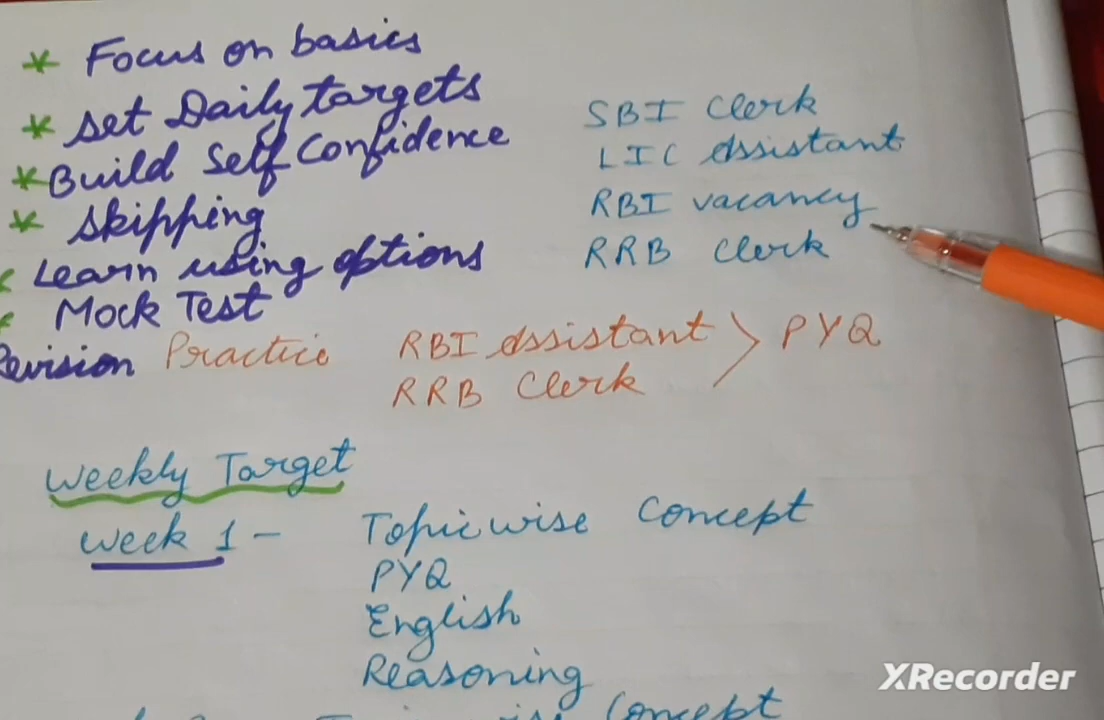 * Focus on basics
* Set Daily targets
* Build Self Confidence
* Skipping
* Learn using options
* Mock Test
Revision Practice
SBI Clerk
LIC Assistant
RBI vacancy
RRB Clerk
RBI Assistant > PYQ
RRB Clerk
Weekly Target
Week 1 - Topicwise Concept
PYQ
English
Reasoning
Concept
XRecorder